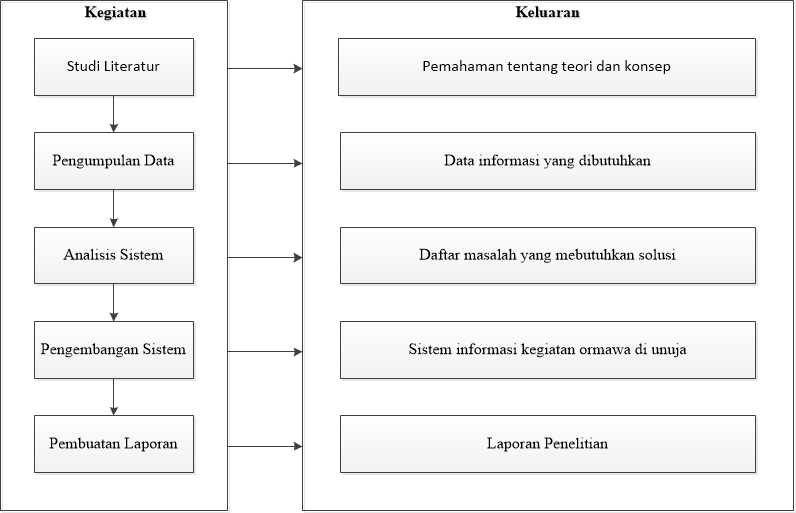 Kegiatan
Keluaran
Studi Literatur
Pemahaman tentang teori dan konsep
Pengumpulan Data
Data informasi yang dibutuhkan
Analisis Sistem
Daftar masalah yang mebutuhkan solusi
Pengembangan Sistem
Sistem informasi kegiatan ormawa di unuja
Pembuatan Laporan
Laporan Penelitian